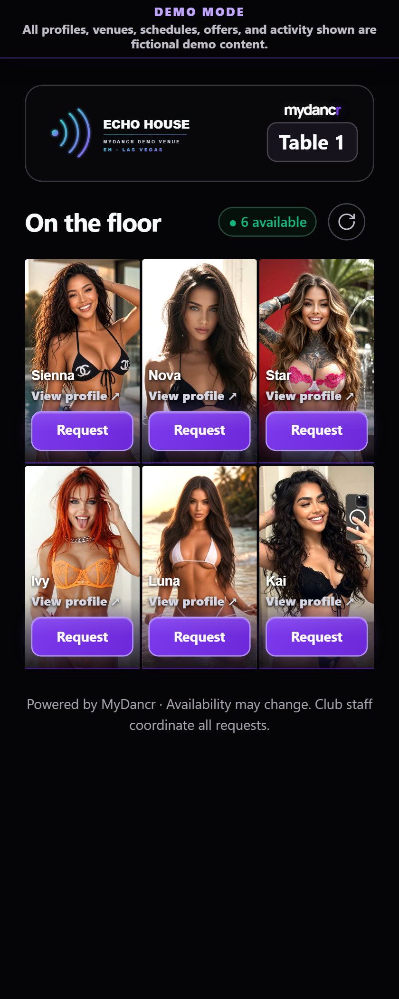 DEMO MODE
All profiles, venues, schedules, offers, and activity shown are
fictional demo content.
mydancr
ECHO HOUSE
MYDANCR DEMO VENUE
EH · LAS VEGAS
Table 1
On the floor
● 6 available
Sienna
View profile ↗
Request
Nova
View profile ↗
Request
Star
View profile ↗
Request
Ivy
View profile ↗
Request
Luna
View profile ↗
Request
Kai
View profile ↗
Request
Powered by MyDancr · Availability may change. Club staff
coordinate all requests.